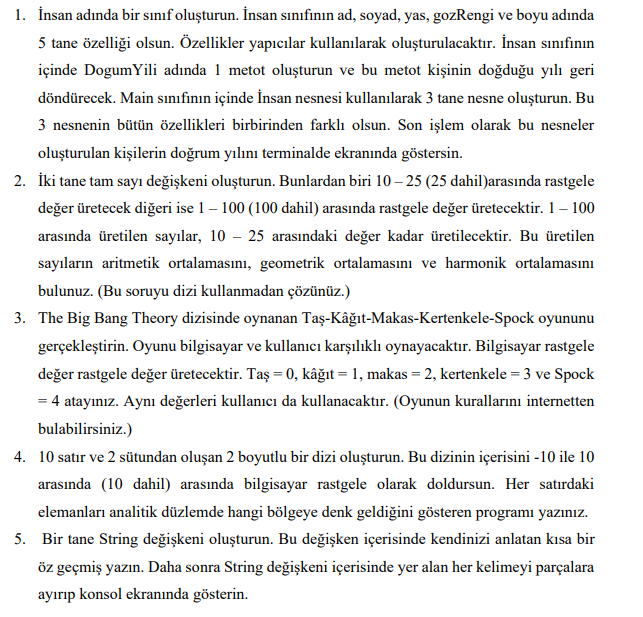 1. İnsan adında bir sınıf oluşturun. İnsan sınıfının ad, soyad, yas, gozRengi ve boyu adında
5 tane özelliği olsun. Özellikler yapıcılar kullanılarak oluşturulacaktır. İnsan sınıfının
içinde DogumYili adında 1 metot oluşturun ve bu metot kişinin doğduğu yılı geri
döndürecek. Main sınıfının içinde İnsan nesnesi kullanılarak 3 tane nesne oluşturun. Bu
3 nesnenin bütün özellikleri birbirinden farklı olsun. Son işlem olarak bu nesneler
oluşturulan kişilerin doğrum yılını terminalde ekranında göstersin.
2. İki tane tam sayı değişkeni oluşturun. Bunlardan biri 10 – 25 (25 dahil)arasında rastgele
değer üretecek diğeri ise 1 – 100 (100 dahil) arasında rastgele değer üretecektir. 1 – 100
arasında üretilen sayılar, 10 – 25 arasındaki değer kadar üretilecektir. Bu üretilen
sayıların aritmetik ortalamasını, geometrik ortalamasını ve harmonik ortalamasını
bulunuz. (Bu soruyu dizi kullanmadan çözünüz.)
3. The Big Bang Theory dizisinde oynanan Taş-Kâğıt-Makas-Kertenkele-Spock oyununu
gerçekleştirin. Oyunu bilgisayar ve kullanıcı karşılıklı oynayacaktır. Bilgisayar rastgele
değer rastgele değer üretecektir. Taş = 0, kâğıt = 1, makas = 2, kertenkele = 3 ve Spock
= 4 atayınız. Aynı değerleri kullanıcı da kullanacaktır. (Oyunun kurallarını internetten
bulabilirsiniz.)
4. 10 satır ve 2 sütundan oluşan 2 boyutlu bir dizi oluşturun. Bu dizinin içerisini -10 ile 10
arasında (10 dahil) arasında bilgisayar rastgele olarak doldursun. Her satırdaki
elemanları analitik düzlemde hangi bölgeye denk geldiğini gösteren programı yazınız.
5. Bir tane String değişkeni oluşturun. Bu değişken içerisinde kendinizi anlatan kısa bir
öz geçmiş yazın. Daha sonra String değişkeni içerisinde yer alan her kelimeyi parçalara
ayırıp konsol ekranında gösterin.